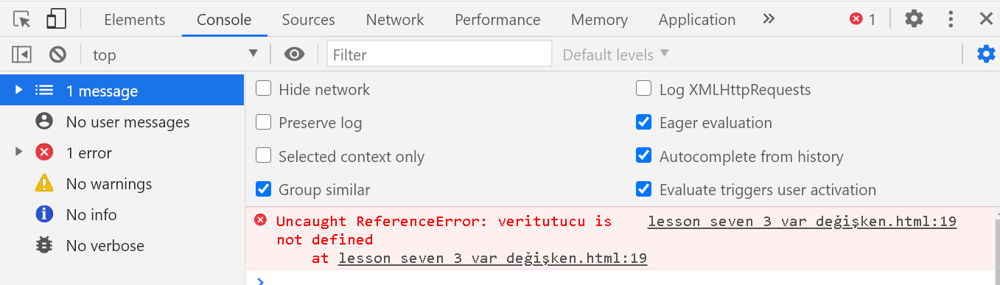 Elements Console Sources Network Performance Memory Application 1
top Filter Default levels
1 message
No user messages
1 error
No warnings
No info
No verbose
Hide network Log XMLHttpRequests
Preserve log Eager evaluation
Selected context only Autocomplete from history
Group similar Evaluate triggers user activation
Uncaught ReferenceError: veritutucu is lesson seven 3 var değişken.html:19
not defined
at lesson seven 3 var değişken.html:19